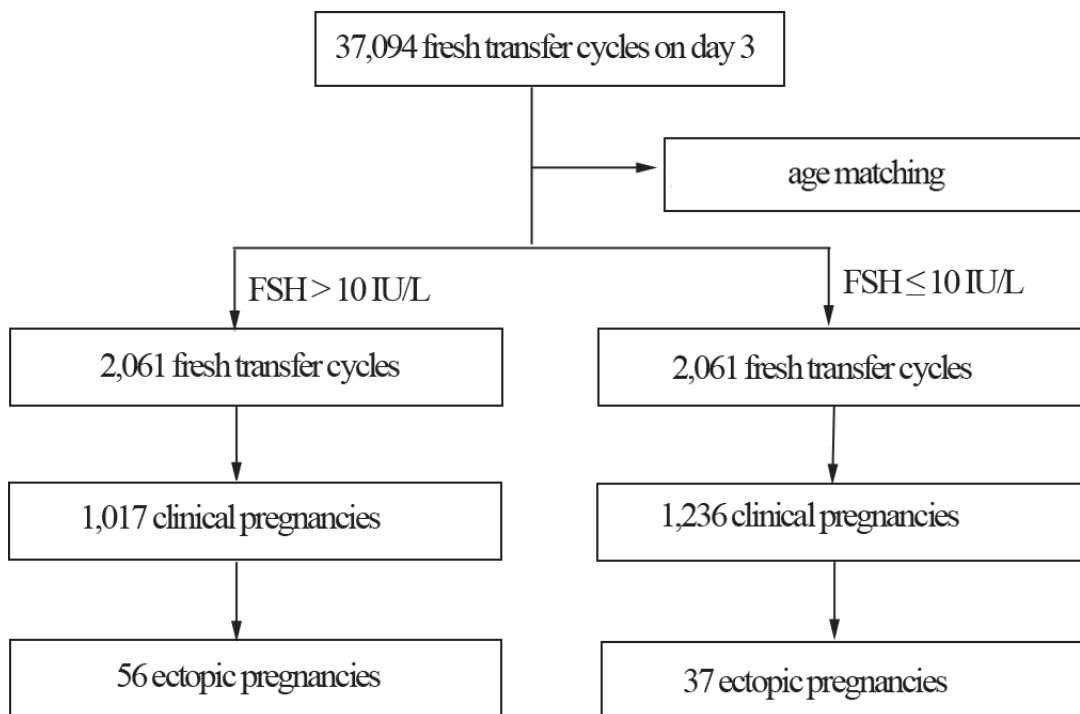 37,094 fresh transfer cycles on day 3
age matching
FSH > 10 IU/L
FSH ≤ 10 IU/L
2,061 fresh transfer cycles
2,061 fresh transfer cycles
1,017 clinical pregnancies
1,236 clinical pregnancies
56 ectopic pregnancies
37 ectopic pregnancies